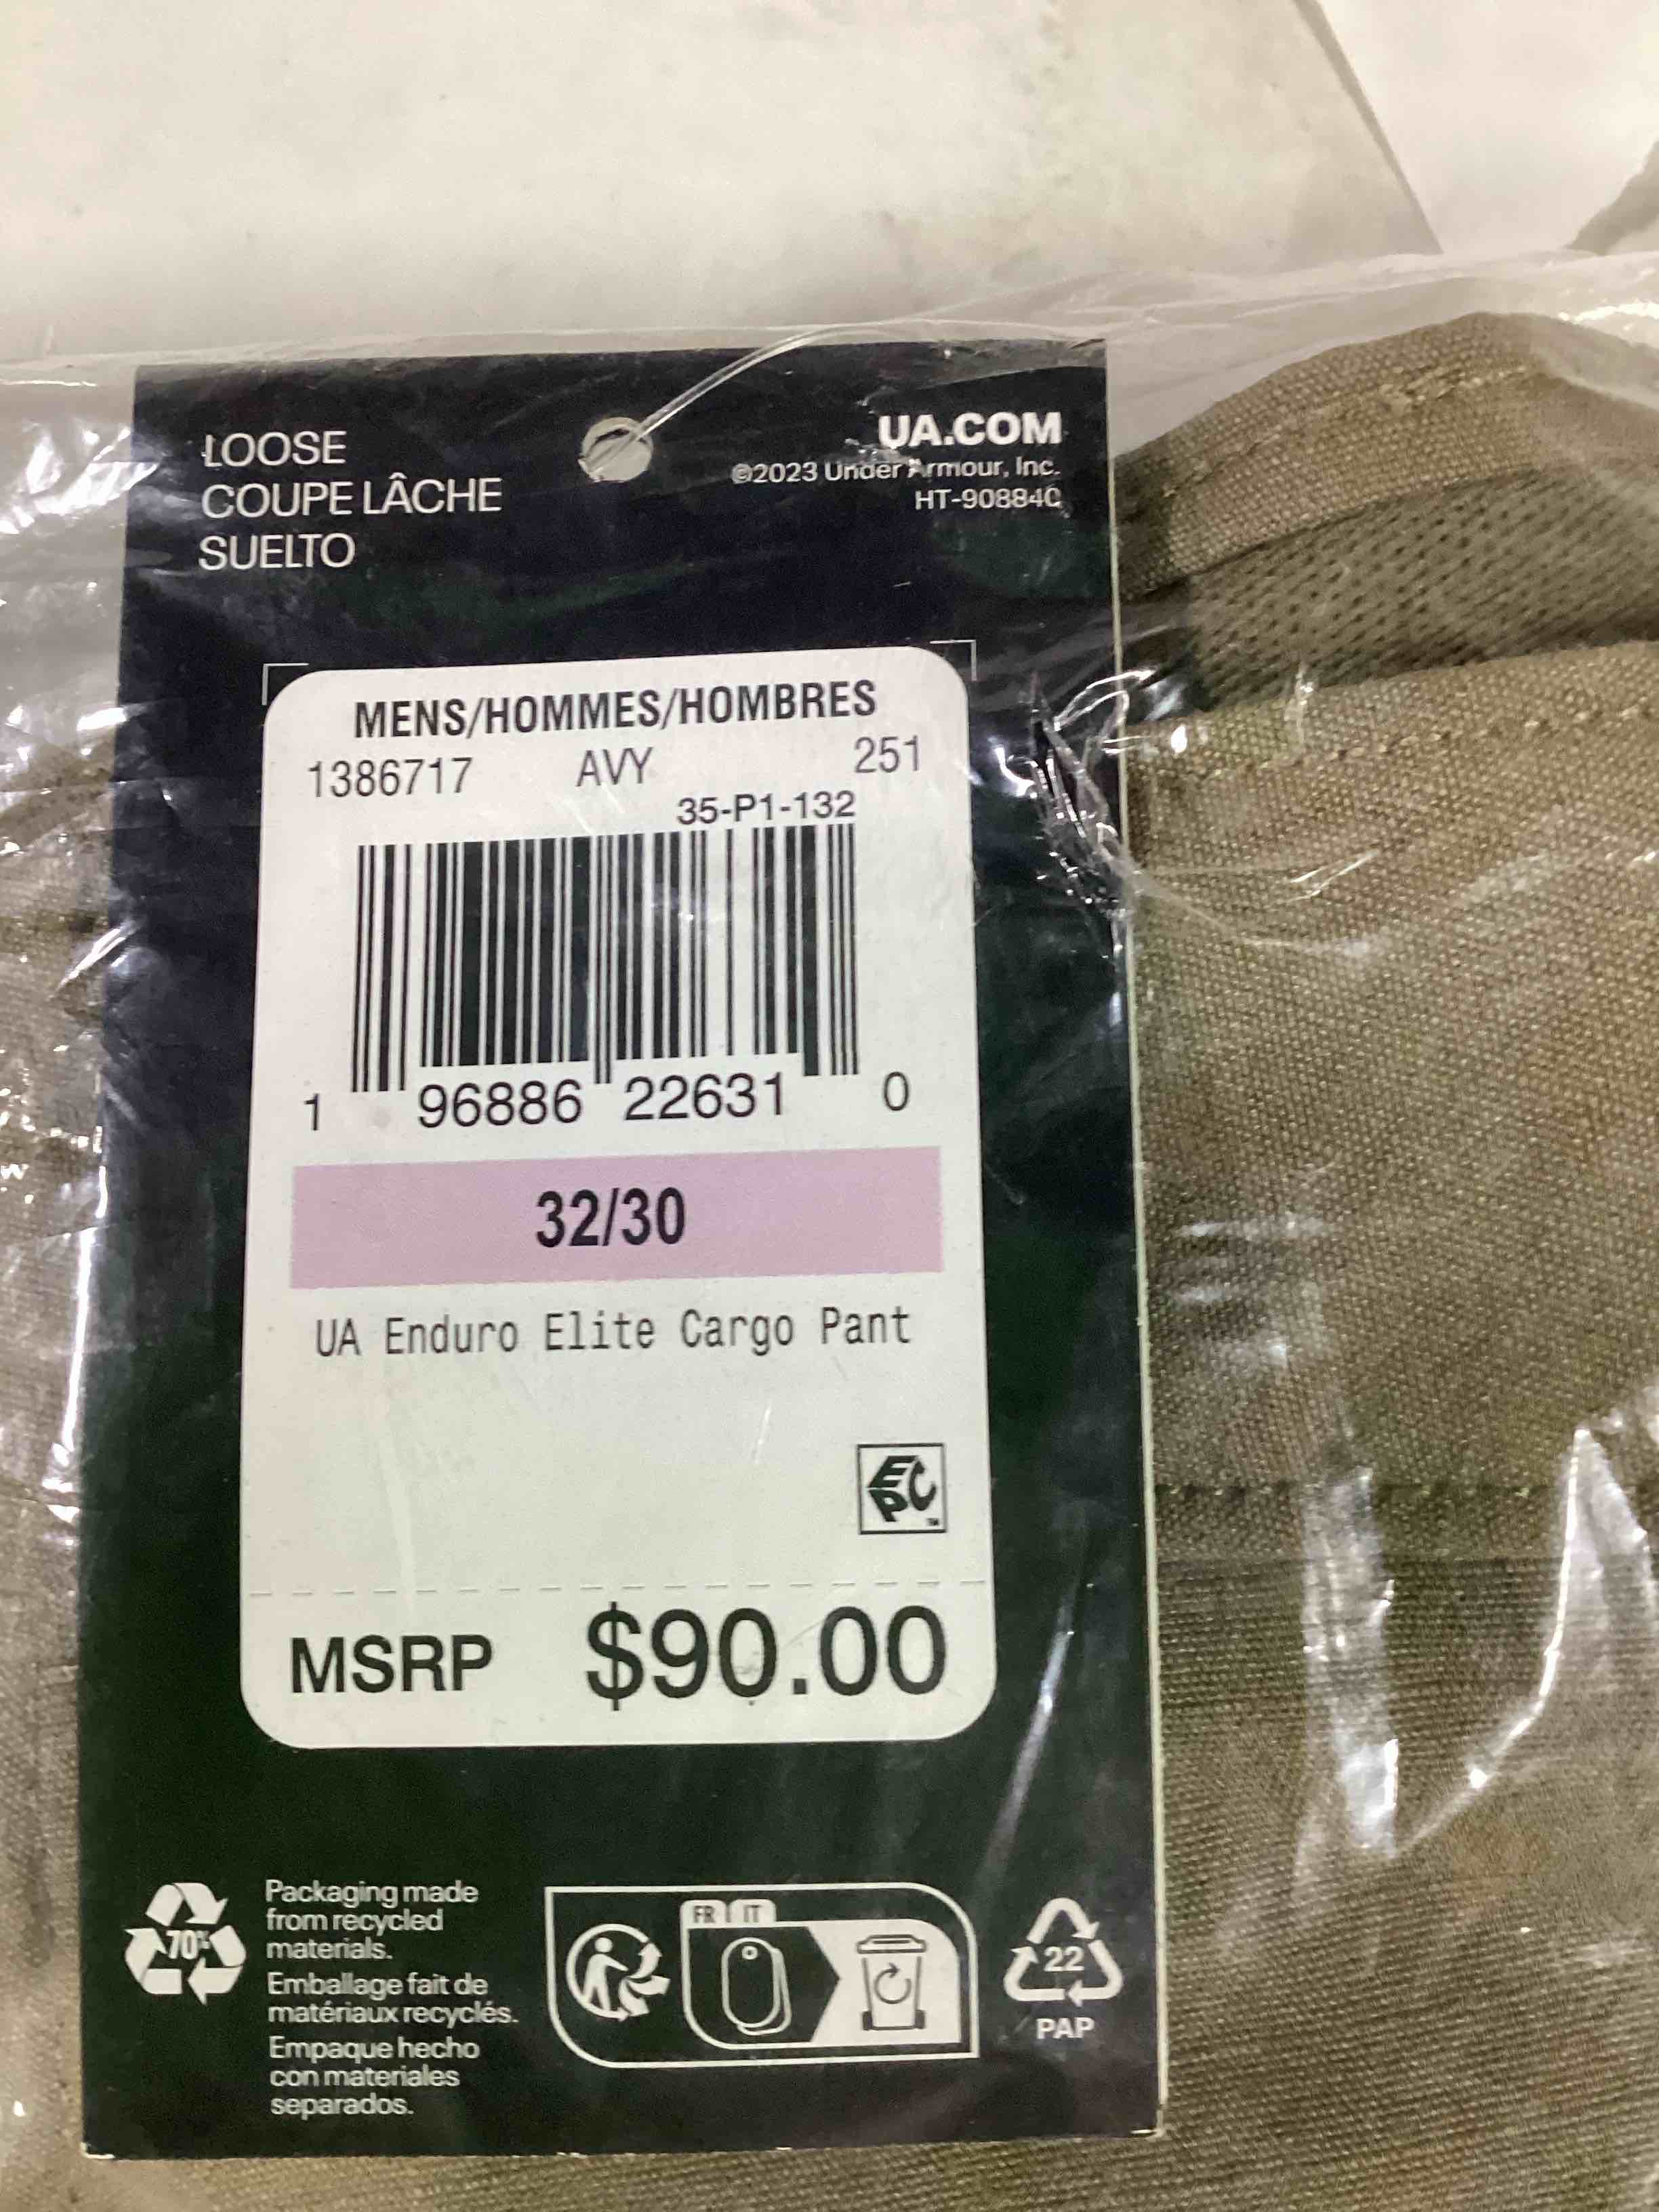 LOOSE
COUPE LÂCHE
SUELTO
UA.COM
©2023 Under Armour, Inc.
HT-90884C
MENS/HOMMES/HOMBRES
1386717 AVY 251
35-P1-132
1 96886 22631 0
32/30
UA Enduro Elite Cargo Pant
EPC™
MSRP $90.00
70%
Packaging made
from recycled
materials.
Emballage fait de
matériaux recyclés.
Empaque hecho
con materiales
separados.
FR IT
22
PAP